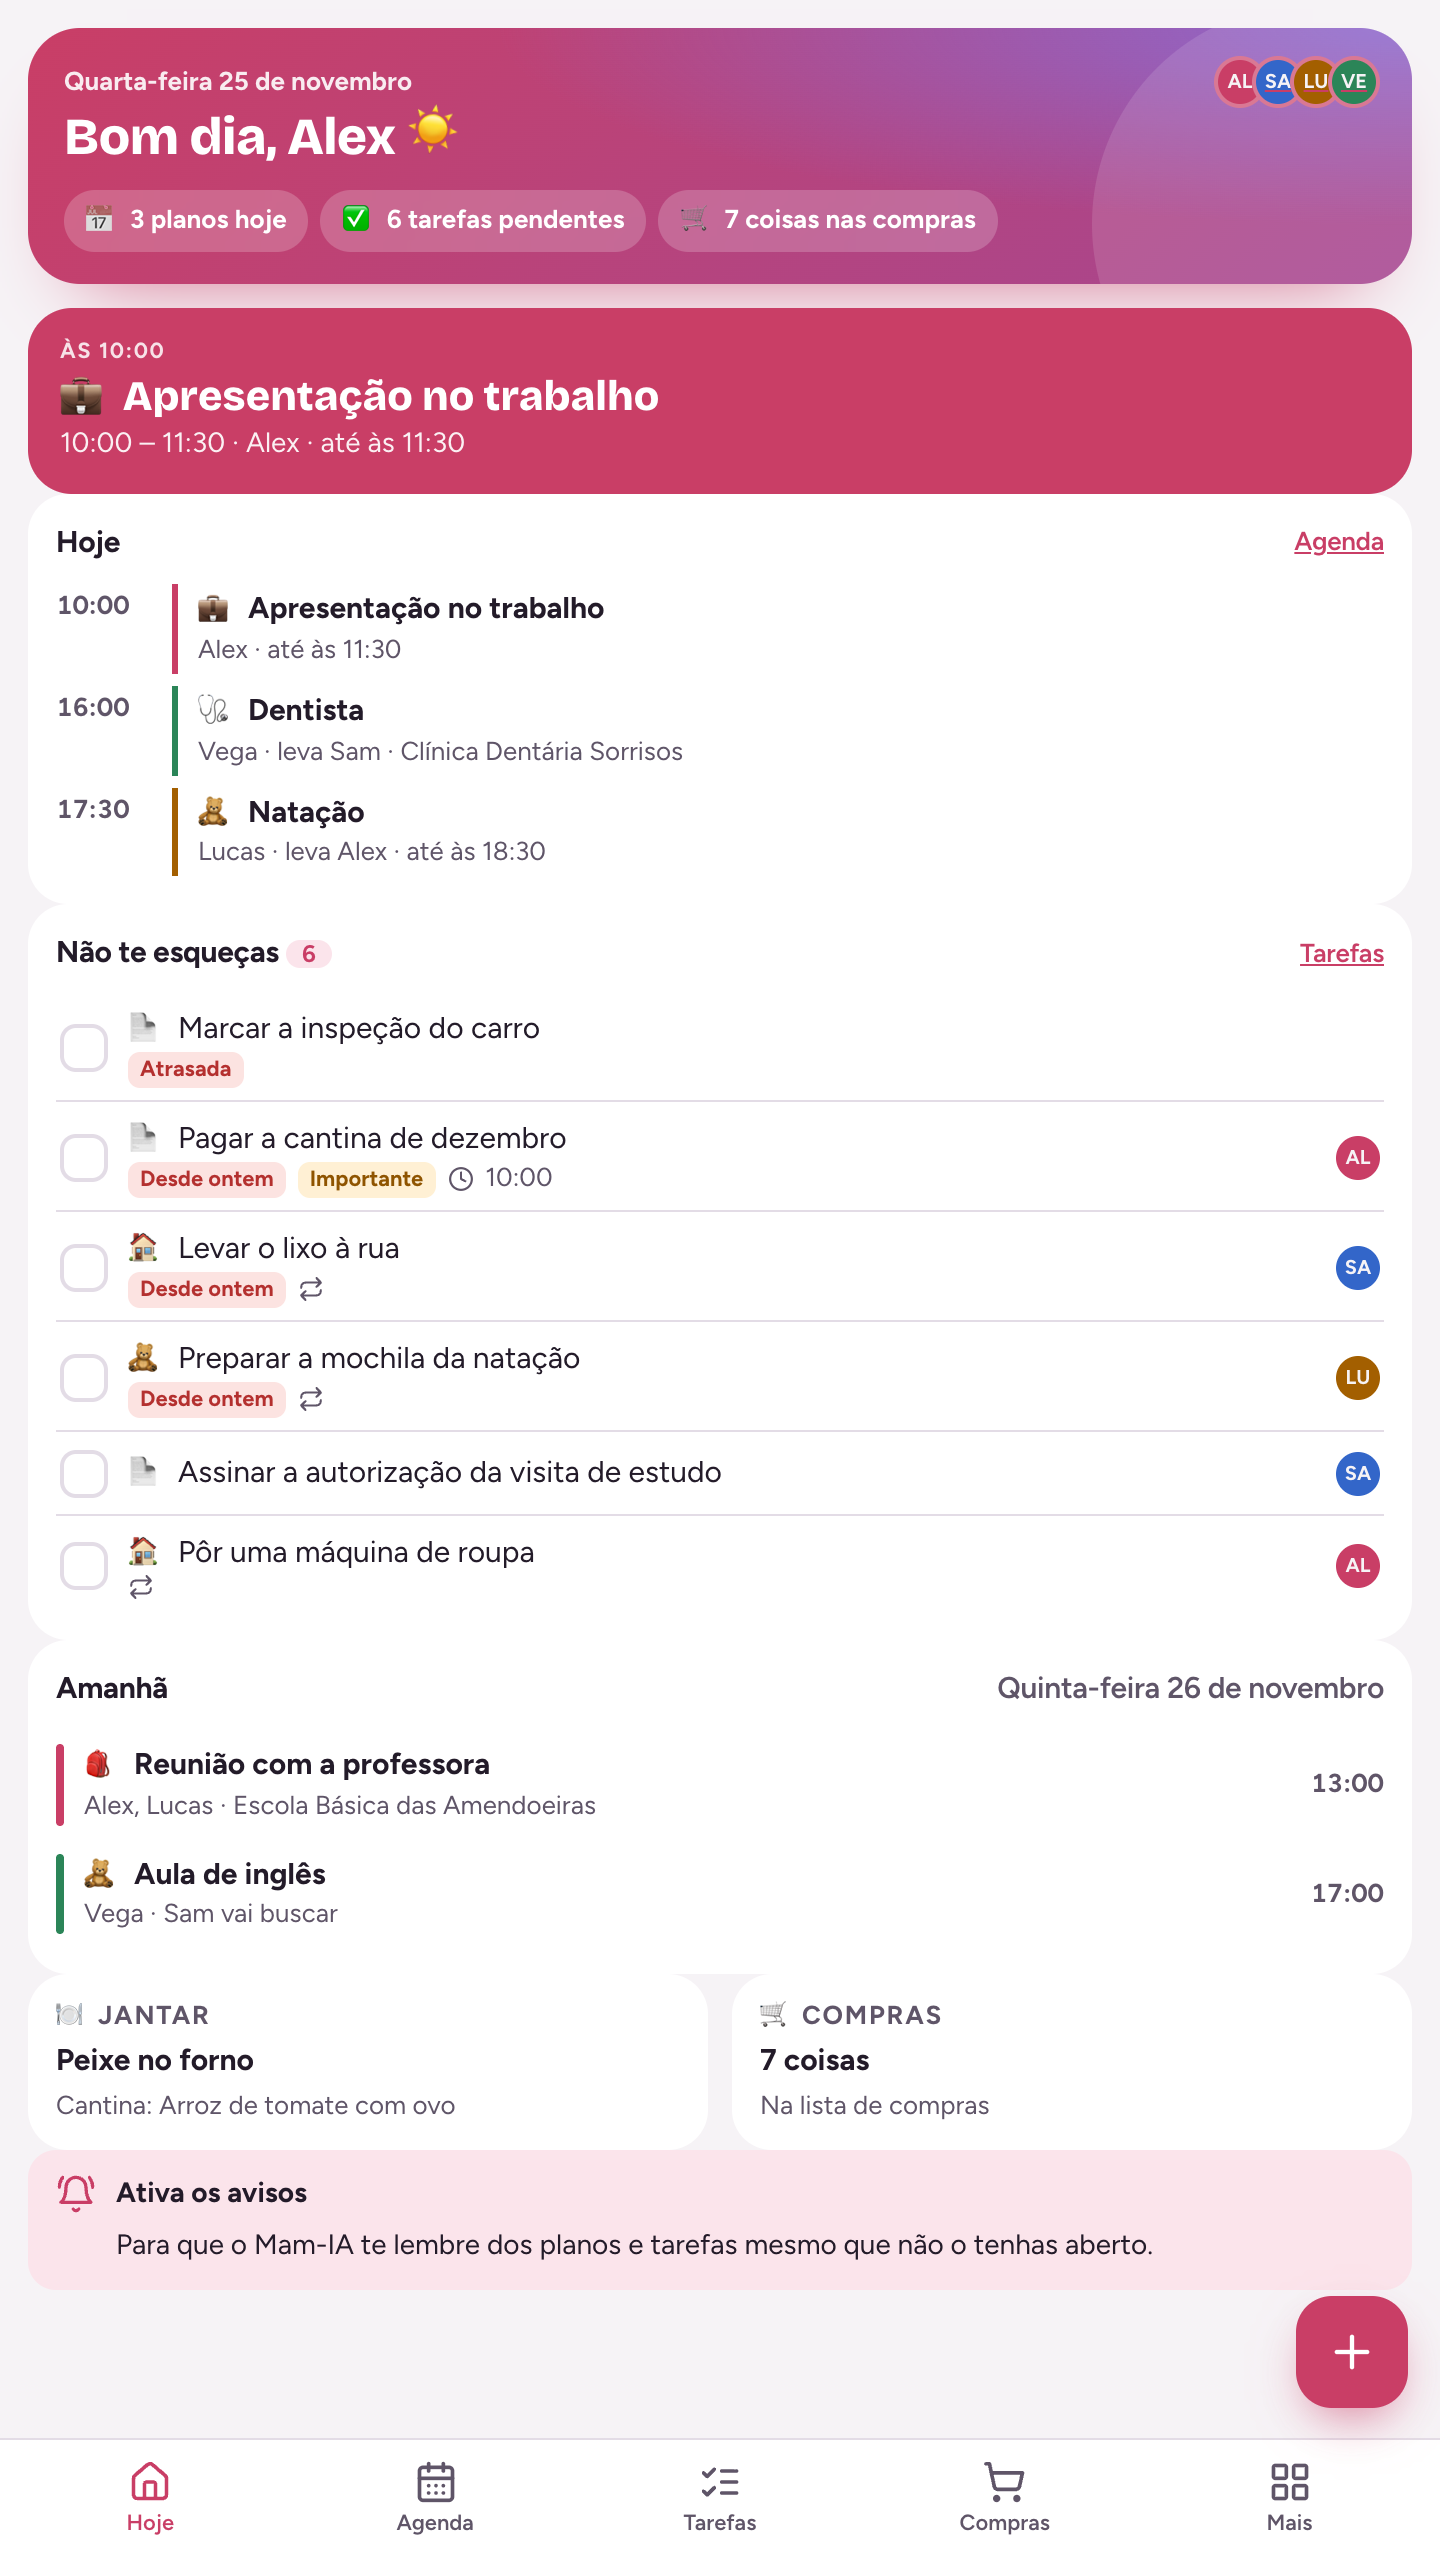 Quarta-feira 25 de novembro
AL SA LU VE
Bom dia, Alex
3 planos hoje
6 tarefas pendentes
7 coisas nas compras
ÀS 10:00
Apresentação no trabalho
10:00 – 11:30 · Alex · até às 11:30
Hoje
Agenda
10:00
Apresentação no trabalho
Alex · até às 11:30
16:00
Dentista
Vega · leva Sam · Clínica Dentária Sorrisos
17:30
Natação
Lucas · leva Alex · até às 18:30
Não te esqueças 6
Tarefas
Marcar a inspeção do carro
Atrasada
Pagar a cantina de dezembro
Desde ontem Importante 10:00
AL
Levar o lixo à rua
Desde ontem
SA
Preparar a mochila da natação
Desde ontem
LU
Assinar a autorização da visita de estudo
SA
Pôr uma máquina de roupa
AL
Amanhã
Quinta-feira 26 de novembro
Reunião com a professora
Alex, Lucas · Escola Básica das Amendoeiras
13:00
Aula de inglês
Vega · Sam vai buscar
17:00
JANTAR
Peixe no forno
Cantina: Arroz de tomate com ovo
COMPRAS
7 coisas
Na lista de compras
Ativa os avisos
Para que o Mam-IA te lembre dos planos e tarefas mesmo que não o tenhas aberto.
Hoje
Agenda
Tarefas
Compras
Mais